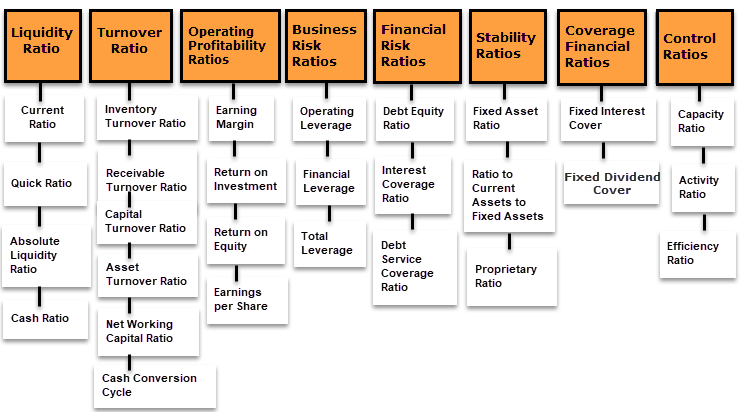 Liquidity
Ratio
Current
Ratio
Quick Ratio
Absolute
Liquidity
Ratio
Cash Ratio
Turnover
Ratio
Inventory
Turnover Ratio
Receivable
Turnover Ratio
Capital
Turnover Ratio
Asset
Turnover Ratio
Net Working
Capital Ratio
Cash Conversion
Cycle
Operating
Profitability
Ratios
Earning
Margin
Return on
Investment
Return on
Equity
Earnings
per Share
Business
Risk
Ratios
Operating
Leverage
Financial
Leverage
Total
Leverage
Financial
Risk
Ratios
Debt Equity
Ratio
Interest
Coverage
Ratio
Debt
Service
Coverage
Ratio
Stability
Ratios
Fixed Asset
Ratio
Ratio to
Current
Assets to
Fixed Assets
Proprietary
Ratio
Coverage
Financial
Ratios
Fixed Interest
Cover
Fixed Dividend
Cover
Control
Ratios
Capacity
Ratio
Activity
Ratio
Efficiency
Ratio